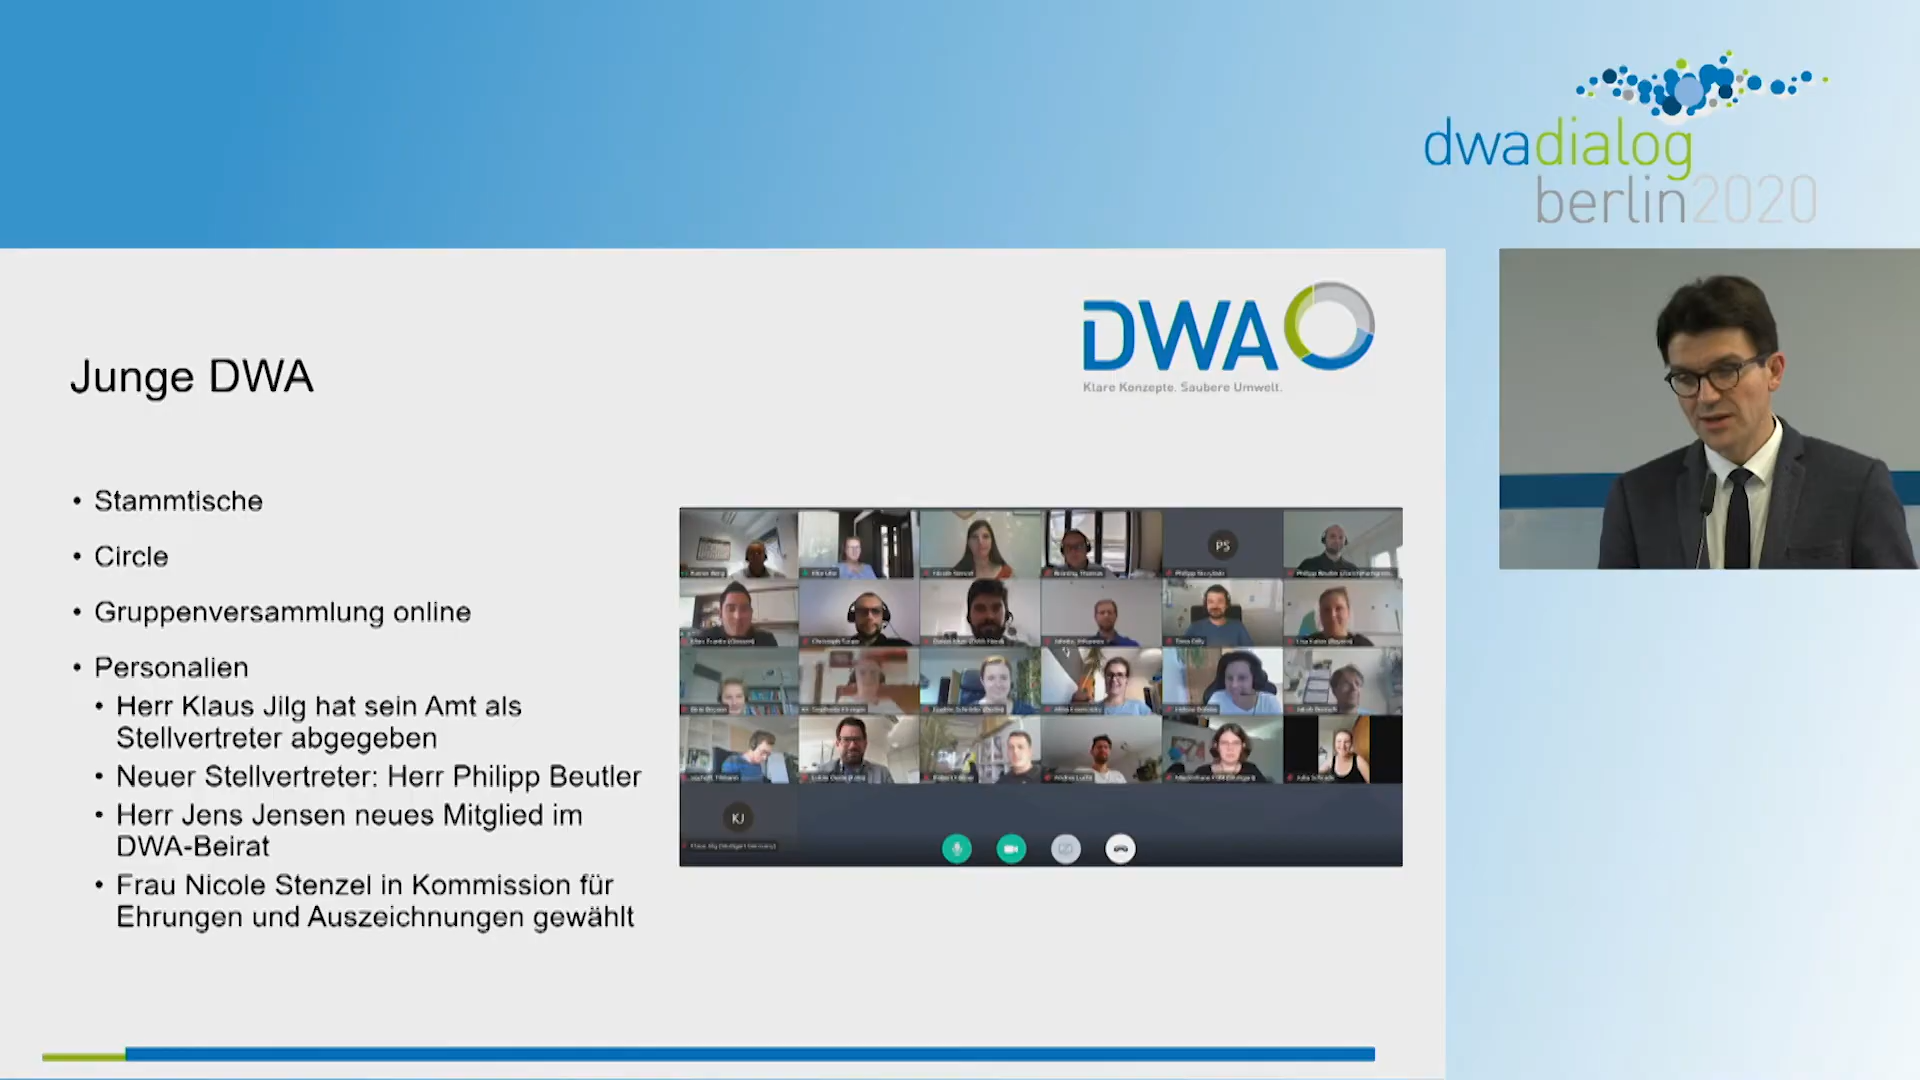 dwadialog
berlin2020
DWA
Klare Konzepte. Saubere Umwelt.
Junge DWA
• Stammtische
• Circle
• Gruppenversammlung online
• Personalien
• Herr Klaus Jilg hat sein Amt als
Stellvertreter abgegeben
• Neuer Stellvertreter: Herr Philipp Beutler
• Herr Jens Jensen neues Mitglied im
DWA-Beirat
• Frau Nicole Stenzel in Kommission für
Ehrungen und Auszeichnungen gewählt
PS
KJ